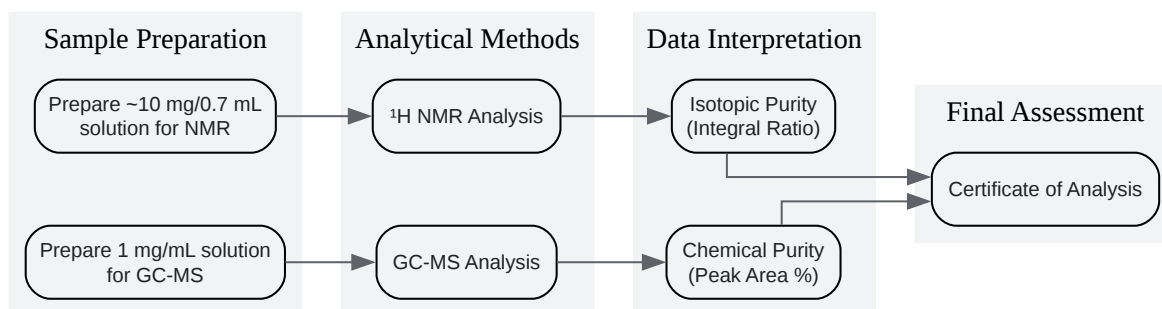 Sample Preparation
Prepare ~10 mg/0.7 mL
solution for NMR
Prepare 1 mg/mL solution
for GC-MS
Analytical Methods
¹H NMR Analysis
GC-MS Analysis
Data Interpretation
Isotopic Purity
(Integral Ratio)
Chemical Purity
(Peak Area %)
Final Assessment
Certificate of Analysis